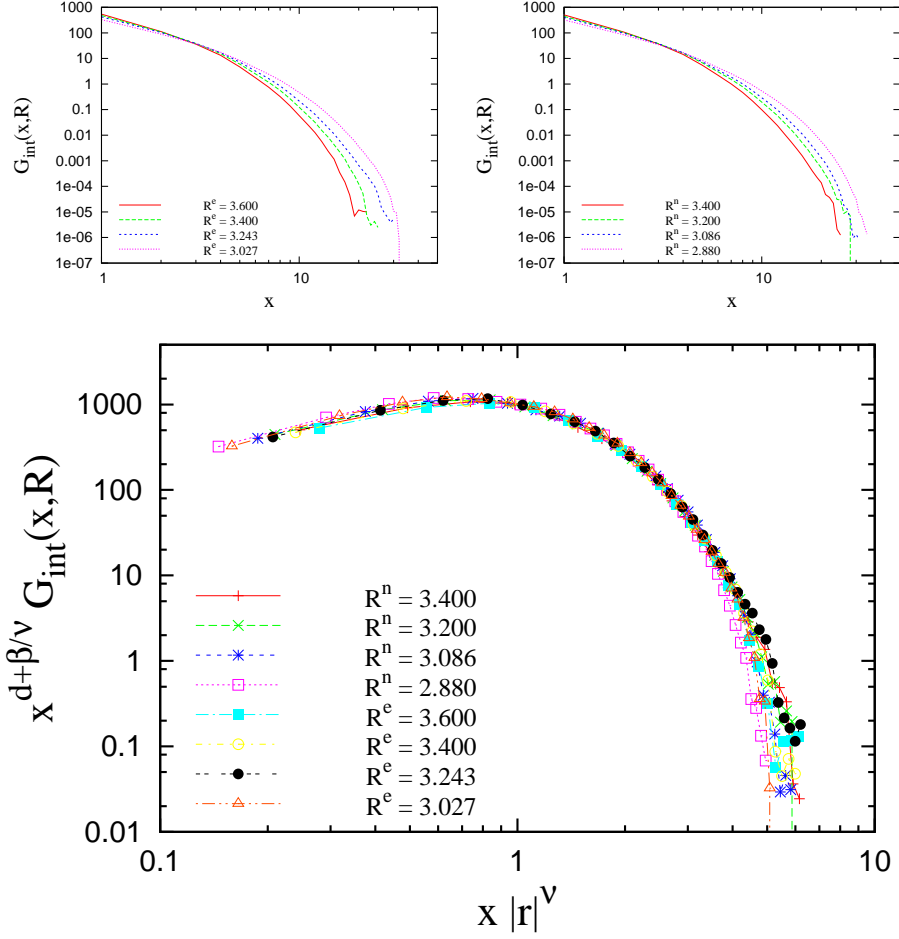 1000
100
10
1
0.1
0.01
0.001
1e-04
1e-05
1e-06
1e-07
G_int(x,R)
R^e = 3.600
R^e = 3.400
R^e = 3.243
R^e = 3.027
1 10
x
1000
100
10
1
0.1
0.01
0.001
1e-04
1e-05
1e-06
1e-07
G_int(x,R)
R^n = 3.400
R^n = 3.200
R^n = 3.086
R^n = 2.880
1 10
x
x^{d+β/ν} G_int(x,R)
1000
100
10
1
0.1
0.01
R^n = 3.400
R^n = 3.200
R^n = 3.086
R^n = 2.880
R^e = 3.600
R^e = 3.400
R^e = 3.243
R^e = 3.027
0.1 1 10
x |r|^ν